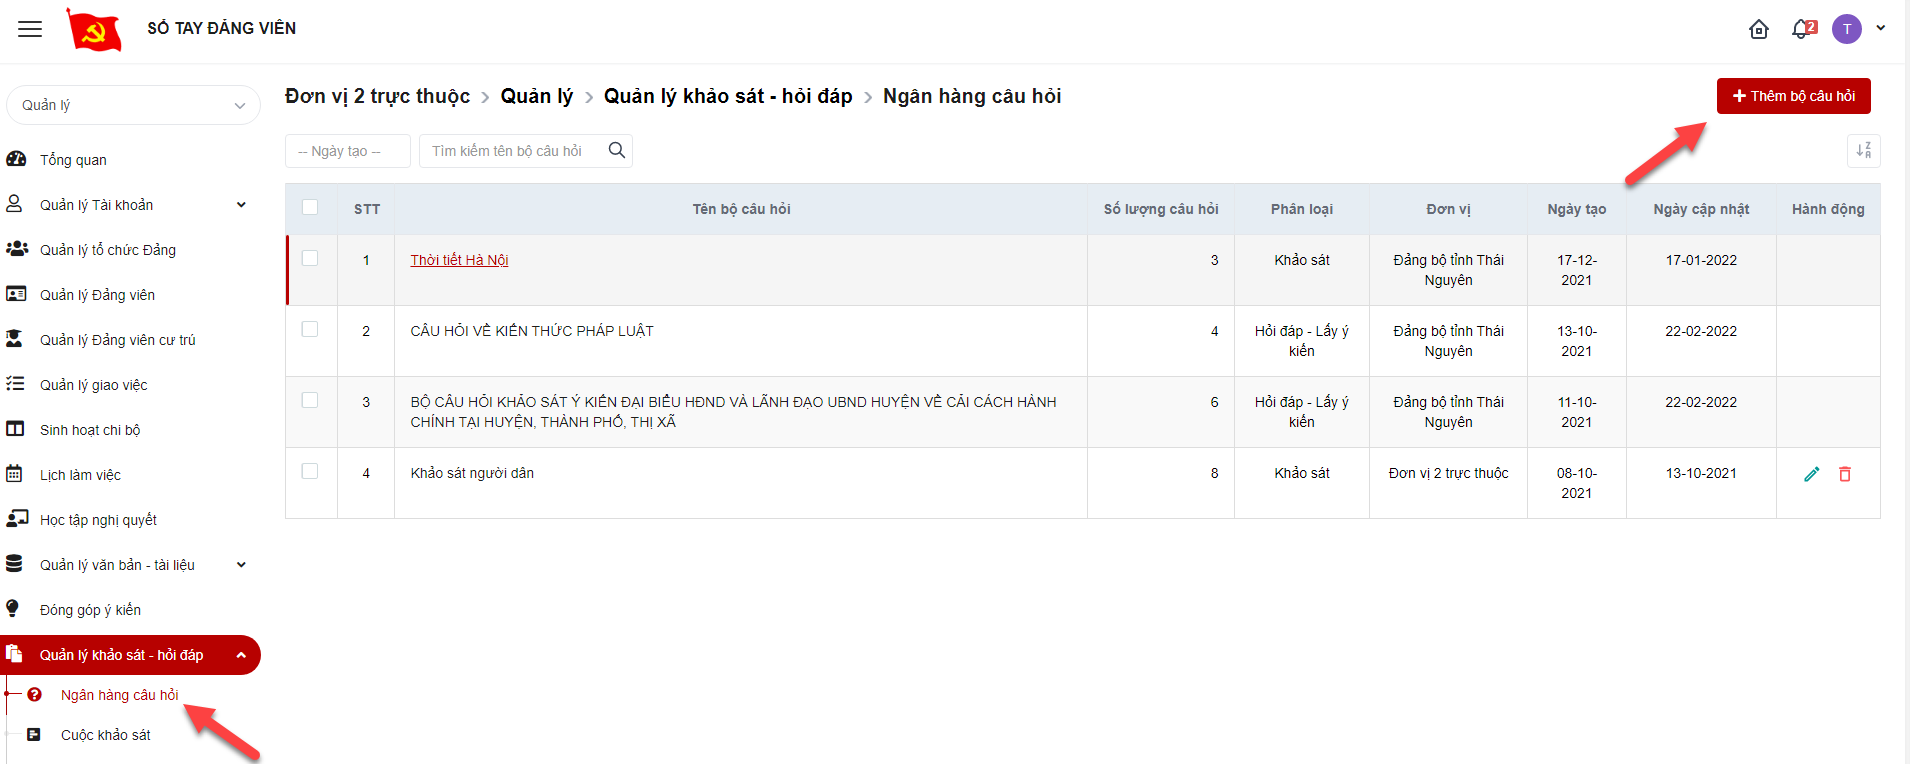 SỔ TAY ĐẢNG VIÊN
2
T
Quản lý
Đơn vị 2 trực thuộc > Quản lý > Quản lý khảo sát - hỏi đáp > Ngân hàng câu hỏi
+ Thêm bộ câu hỏi
-- Ngày tạo --
Tìm kiếm tên bộ câu hỏi
Tổng quan
Quản lý Tài khoản
Quản lý tổ chức Đảng
Quản lý Đảng viên
Quản lý Đảng viên cư trú
Quản lý giao việc
Sinh hoạt chi bộ
Lịch làm việc
Học tập nghị quyết
Quản lý văn bản - tài liệu
Đóng góp ý kiến
Quản lý khảo sát - hỏi đáp
Ngân hàng câu hỏi
Cuộc khảo sát
Z
A
STT Tên bộ câu hỏi Số lượng câu hỏi Phân loại Đơn vị Ngày tạo Ngày cập nhật Hành động
1 Thời tiết Hà Nội 3 Khảo sát Đảng bộ tỉnh Thái 17-12- 17-01-2022
Nguyên 2021
2 CÂU HỎI VỀ KIẾN THỨC PHÁP LUẬT 4 Hỏi đáp - Lấy ý Đảng bộ tỉnh Thái 13-10- 22-02-2022
kiến Nguyên 2021
3 BỘ CÂU HỎI KHẢO SÁT Ý KIẾN ĐẠI BIỂU HĐND VÀ LÃNH ĐẠO UBND HUYỆN VỀ CẢI CÁCH HÀNH 6 Hỏi đáp - Lấy ý Đảng bộ tỉnh Thái 11-10- 22-02-2022
CHÍNH TẠI HUYỆN, THÀNH PHỐ, THỊ XÃ kiến Nguyên 2021
4 Khảo sát người dân 8 Khảo sát Đơn vị 2 trực thuộc 08-10- 13-10-2021
2021